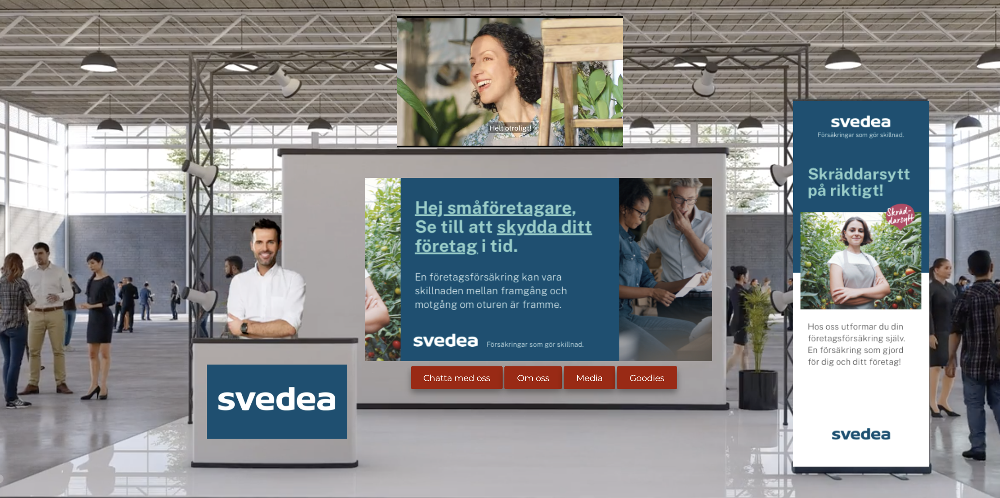 Helt otroligt!
Hej småföretagare,
Se till att skydda ditt
företag i tid.
En företagsförsäkring kan vara
skillnaden mellan framgång och
motgång om oturen är framme.
svedea Försäkringar som gör skillnad.
Chatta med oss
Om oss
Media
Goodies
svedea
svedea
Försäkringar som gör skillnad.
Skräddarsytt
på riktigt!
Skräd-
darsytt
Hos oss utformar du din
företagsförsäkring själv.
En försäkring som gjord
för dig och ditt företag!
svedea